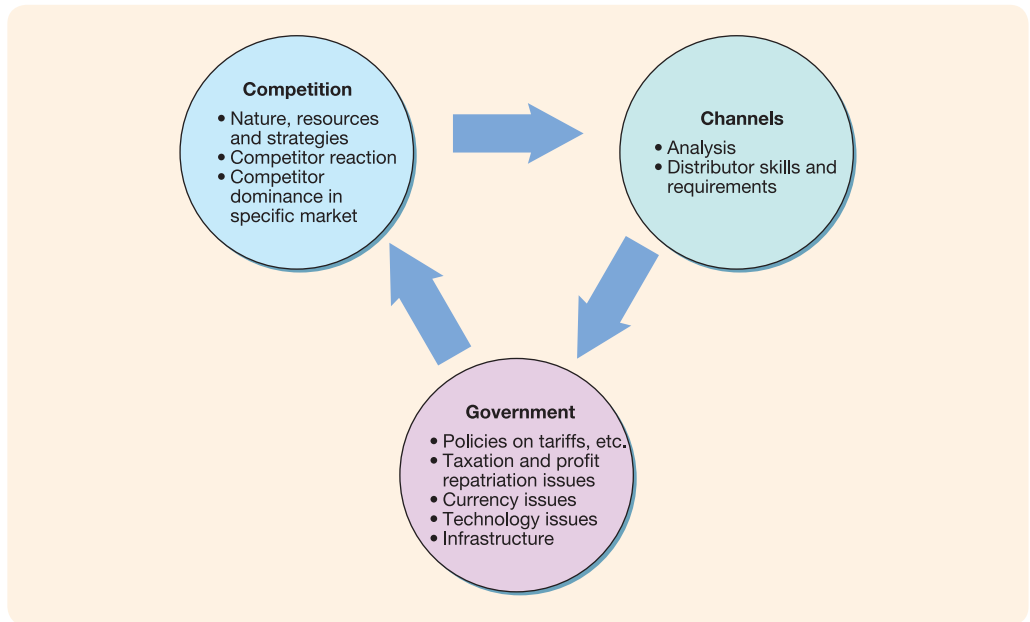 Competition
• Nature, resources
and strategies
• Competitor reaction
• Competitor
dominance in
specific market
Channels
• Analysis
• Distributor skills and
requirements
Government
• Policies on tariffs, etc.
• Taxation and profit
repatriation issues
• Currency issues
• Technology issues
• Infrastructure